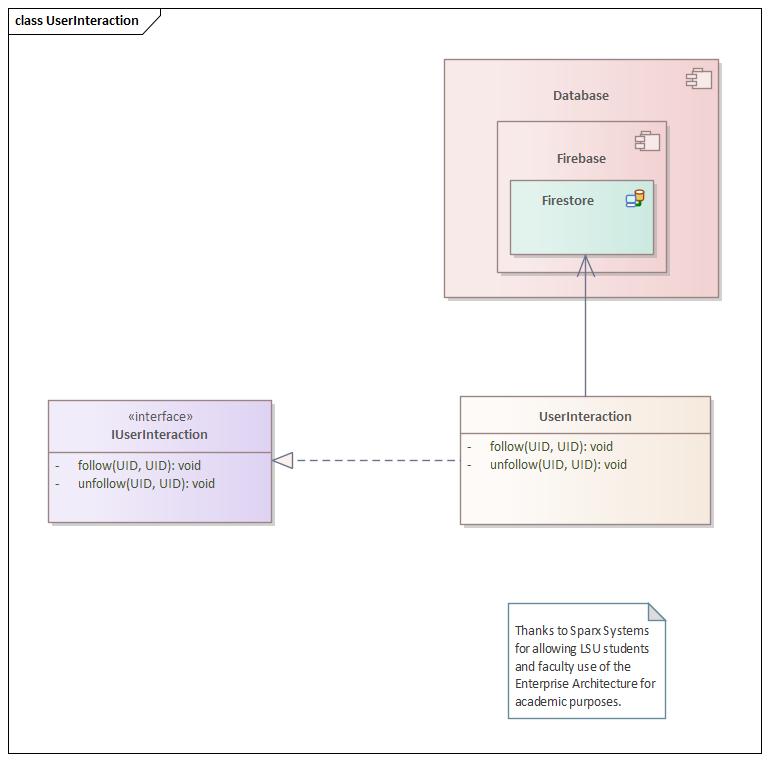 class UserInteraction
Database
Firebase
Firestore
«interface»
IUserInteraction
- follow(UID, UID): void
- unfollow(UID, UID): void
UserInteraction
- follow(UID, UID): void
- unfollow(UID, UID): void
Thanks to Sparx Systems
for allowing LSU students
and faculty use of the
Enterprise Architecture for
academic purposes.